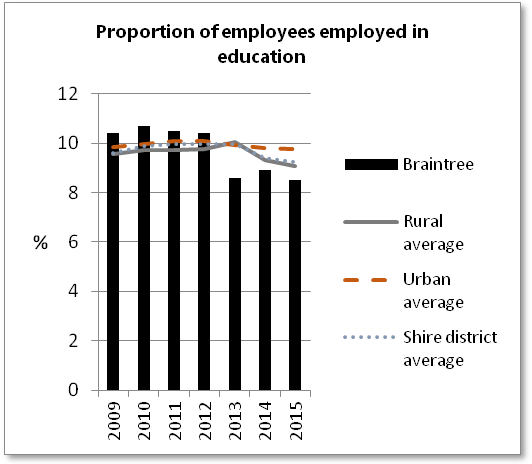 Proportion of employees employed in
education
12
10
8
6
4
2
0
%
2009
2010
2011
2012
2013
2014
2015
Braintree
Rural
average
Urban
average
Shire district
average